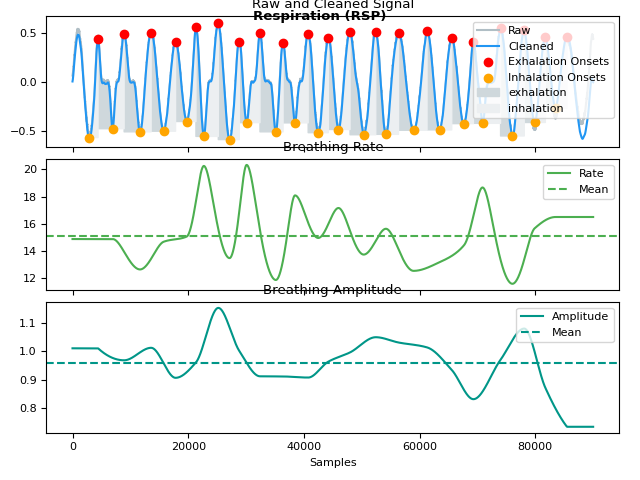 Raw and Cleaned Signal
Respiration (RSP)
0.5
0.0
−0.5
Raw
Cleaned
Exhalation Onsets
Inhalation Onsets
exhalation
inhalation
Breathing Rate
20
18
16
14
12
Rate
Mean
Breathing Amplitude
1.1
1.0
0.9
0.8
Amplitude
Mean
0
20000
40000
60000
80000
Samples